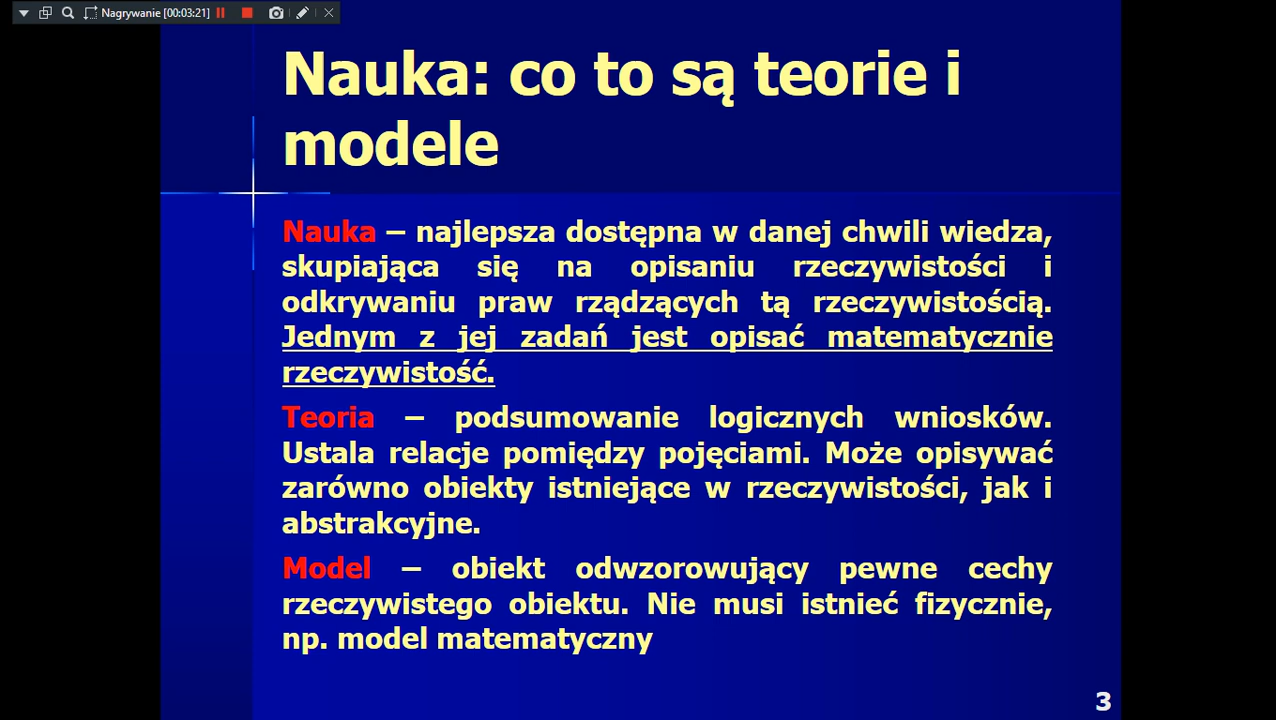 Nagrywanie [00:03:21]
Nauka: co to są teorie i
modele
Nauka – najlepsza dostępna w danej chwili wiedza,
skupiająca się na opisaniu rzeczywistości i
odkrywaniu praw rządzących tą rzeczywistością.
Jednym z jej zadań jest opisać matematycznie
rzeczywistość.
Teoria – podsumowanie logicznych wniosków.
Ustala relacje pomiędzy pojęciami. Może opisywać
zarówno obiekty istniejące w rzeczywistości, jak i
abstrakcyjne.
Model – obiekt odwzorowujący pewne cechy
rzeczywistego obiektu. Nie musi istnieć fizycznie,
np. model matematyczny
3